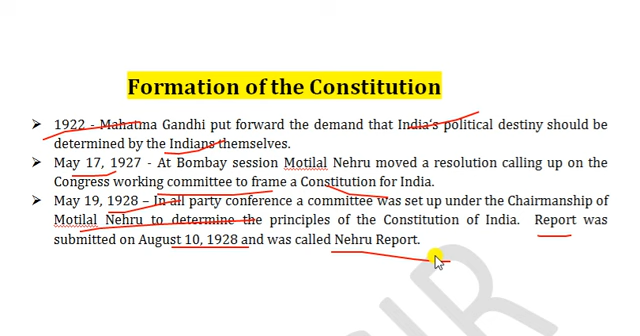 Formation of the Constitution
➢ 1922 - Mahatma Gandhi put forward the demand that India's political destiny should be
determined by the Indians themselves.
➢ May 17, 1927 - At Bombay session Motilal Nehru moved a resolution calling up on the
Congress working committee to frame a Constitution for India.
➢ May 19, 1928 – In all party conference a committee was set up under the Chairmanship of
Motilal Nehru to determine the principles of the Constitution of India. Report was
submitted on August 10, 1928 and was called Nehru Report.